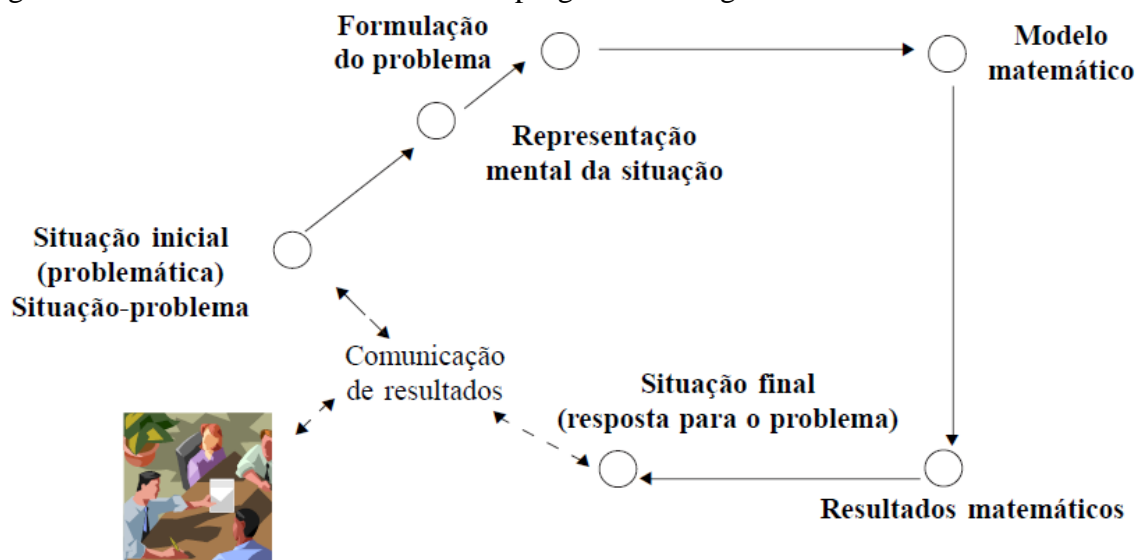 Formulação
do problema
Modelo
matemático
Representação
mental da situação
Situação inicial
(problemática)
Situação-problema
Comunicação
de resultados
Situação final
(resposta para o problema)
Resultados matemáticos